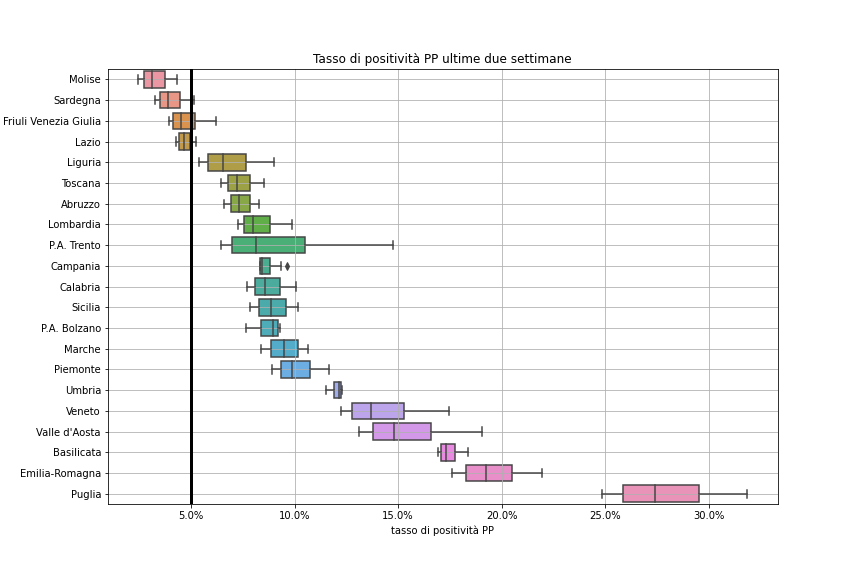 Tasso di positività PP ultime due settimane
Molise
Sardegna
Friuli Venezia Giulia
Lazio
Liguria
Toscana
Abruzzo
Lombardia
P.A. Trento
Campania
Calabria
Sicilia
P.A. Bolzano
Marche
Piemonte
Umbria
Veneto
Valle d'Aosta
Basilicata
Emilia-Romagna
Puglia
5.0% 10.0% 15.0% 20.0% 25.0% 30.0%
tasso di positività PP